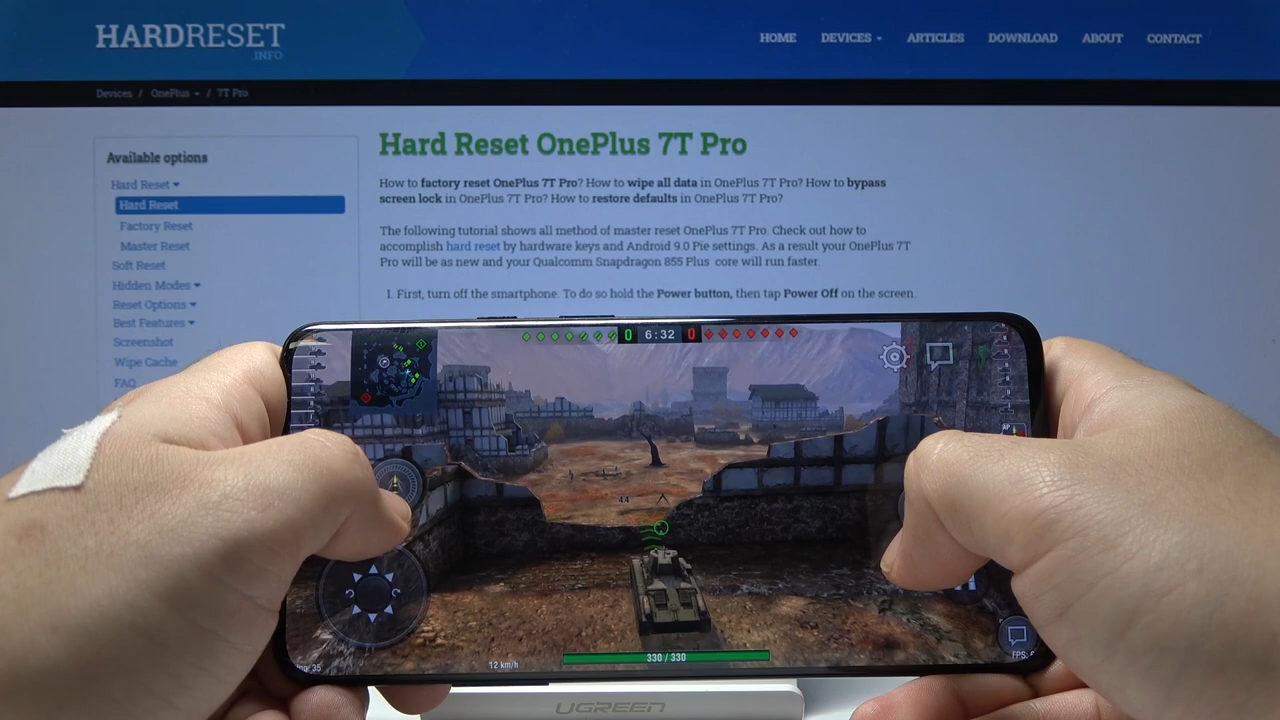 HARDRESET
.INFO
HOME DEVICES ARTICLES DOWNLOAD ABOUT CONTACT
Devices / OnePlus / 7T Pro
Available options
Hard Reset
Hard Reset
Factory Reset
Master Reset
Soft Reset
Hidden Modes
Reset Options
Best Features
Screenshot
Wipe Cache
FAQ
Hard Reset OnePlus 7T Pro
How to factory reset OnePlus 7T Pro? How to wipe all data in OnePlus 7T Pro? How to bypass
screen lock in OnePlus 7T Pro? How to restore defaults in OnePlus 7T Pro?
The following tutorial shows all method of master reset OnePlus 7T Pro. Check out how to
accomplish hard reset by hardware keys and Android 9.0 Pie settings. As a result your OnePlus 7T
Pro will be as new and your Qualcomm Snapdragon 855 Plus core will run faster.
1. First, turn off the smartphone. To do so hold the Power button, then tap Power Off on the screen.
0 6:32 0
AP
4.4
330 / 330
12 km/h
35
FPS:
UGREEN